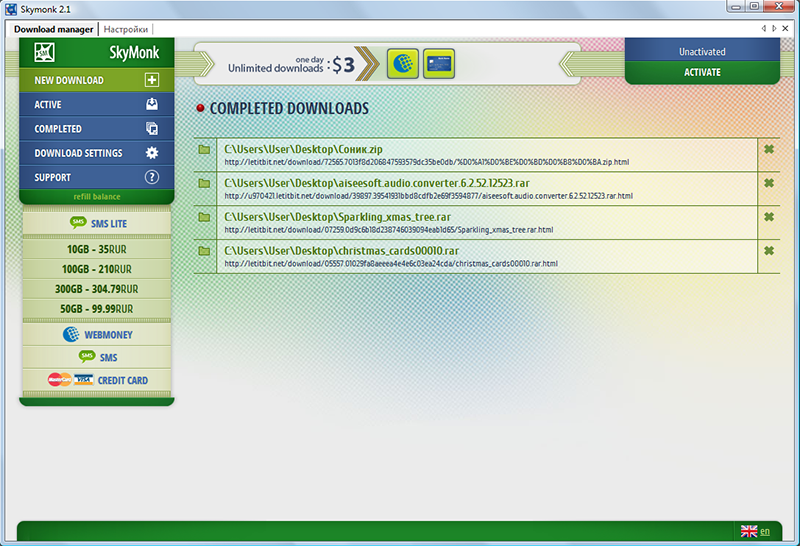 Skymonk 2.1
Download manager
Настройки
SkyMonk
NEW DOWNLOAD
ACTIVE
COMPLETED
DOWNLOAD SETTINGS
SUPPORT
refill balance
SMS
SMS LITE
10GB - 35RUR
100GB - 210RUR
300GB - 304.79RUR
50GB - 99.99RUR
WEBMONEY
SMS
SMS
MasterCard
VISA
CREDIT CARD
one day
Unlimited downloads : $3
Unactivated
ACTIVATE
COMPLETED DOWNLOADS
C:\Users\User\Desktop\Соник.zip
http://letitbit.net/download/72565.7013f8d206847593579dc35be0db/%D0%A1%D0%BE%D0%BD%D0%B8%D0%BA.zip.html
C:\Users\User\Desktop\aiseesoft.audio.converter.6.2.52.12523.rar
http://u970421.letitbit.net/download/39897.39541931bbd8cdfb2e69f3594877/aiseesoft.audio.converter.6.2.52.12523.rar.html
C:\Users\User\Desktop\Sparkling_xmas_tree.rar
http://letitbit.net/download/07259.0d9c6b18d238746039094eab1d65/Sparkling_xmas_tree.rar.html
C:\Users\User\Desktop\christmas_cards00010.rar
http://letitbit.net/download/05557.01029fa8aeeea4e4e6c03ea24cda/christmas_cards00010.rar.html
en